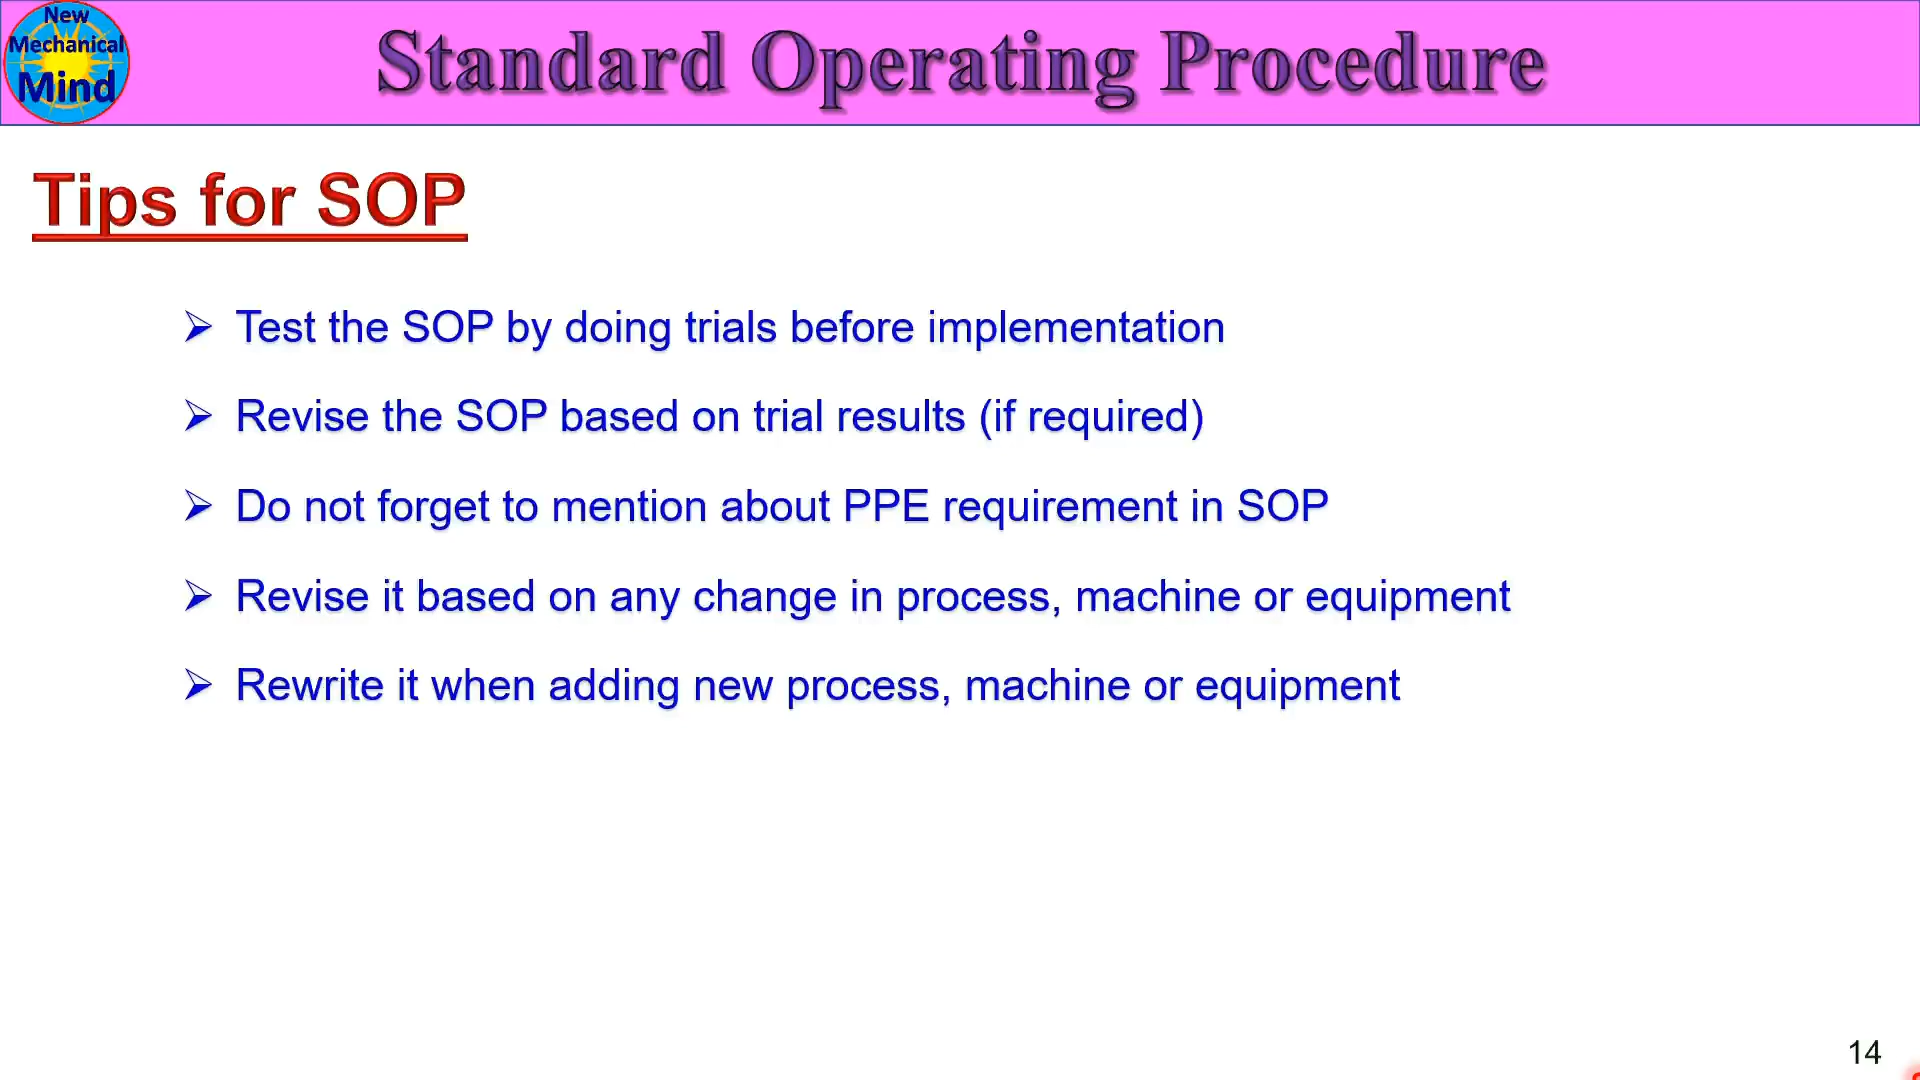 New
Mechanical
Mind
Standard Operating Procedure
Tips for SOP
➢ Test the SOP by doing trials before implementation
➢ Revise the SOP based on trial results (if required)
➢ Do not forget to mention about PPE requirement in SOP
➢ Revise it based on any change in process, machine or equipment
➢ Rewrite it when adding new process, machine or equipment
14